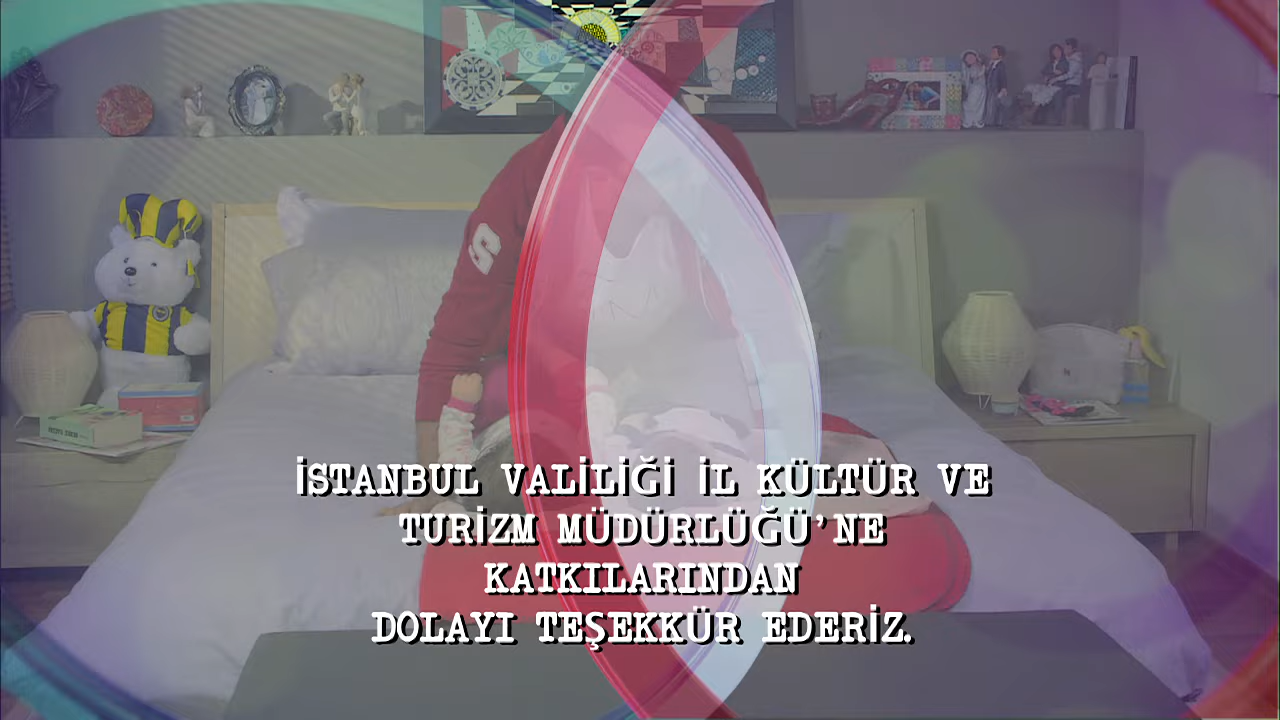 İSTANBUL VALİLİĞİ İL KÜLTÜR VE
TURİZM MÜDÜRLÜĞÜ'NE
KATKILARINDAN
DOLAYI TEŞEKKÜR EDERİZ.
S